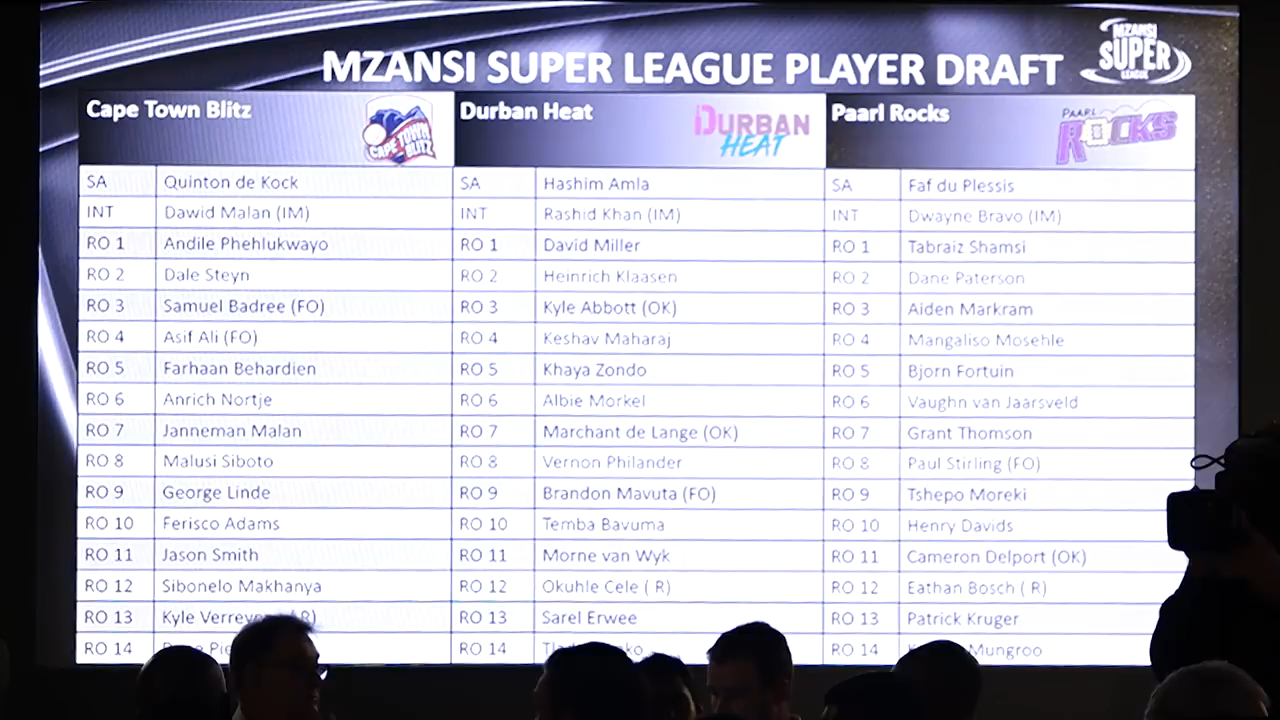 MZANSI SUPER LEAGUE PLAYER DRAFT
MZANSI
SUPER
LEAGUE
Cape Town Blitz CAPE TOWN BLITZ Durban Heat DURBAN HEAT Paarl Rocks PAARL ROCKS
SA Quinton de Kock SA Hashim Amla SA Faf du Plessis
INT Dawid Malan (IM) INT Rashid Khan (IM) INT Dwayne Bravo (IM)
RO 1 Andile Phehlukwayo RO 1 David Miller RO 1 Tabraiz Shamsi
RO 2 Dale Steyn RO 2 Heinrich Klaasen RO 2 Dane Paterson
RO 3 Samuel Badree (FO) RO 3 Kyle Abbott (OK) RO 3 Aiden Markram
RO 4 Asif Ali (FO) RO 4 Keshav Maharaj RO 4 Mangaliso Mosehle
RO 5 Farhaan Behardien RO 5 Khaya Zondo RO 5 Bjorn Fortuin
RO 6 Anrich Nortje RO 6 Albie Morkel RO 6 Vaughn van Jaarsveld
RO 7 Janneman Malan RO 7 Marchant de Lange (OK) RO 7 Grant Thomson
RO 8 Malusi Siboto RO 8 Vernon Philander RO 8 Paul Stirling (FO)
RO 9 George Linde RO 9 Brandon Mavuta (FO) RO 9 Tshepo Moreki
RO 10 Ferisco Adams RO 10 Temba Bavuma RO 10 Henry Davids
RO 11 Jason Smith RO 11 Morne van Wyk RO 11 Cameron Delport (OK)
RO 12 Sibonelo Makhanya RO 12 Okuhle Cele ( R) RO 12 Eathan Bosch ( R)
RO 13 Kyle R) RO 13 Sarel Erwee RO 13 Patrick Kruger
RO 14 RO 14 RO 14 Mungroo